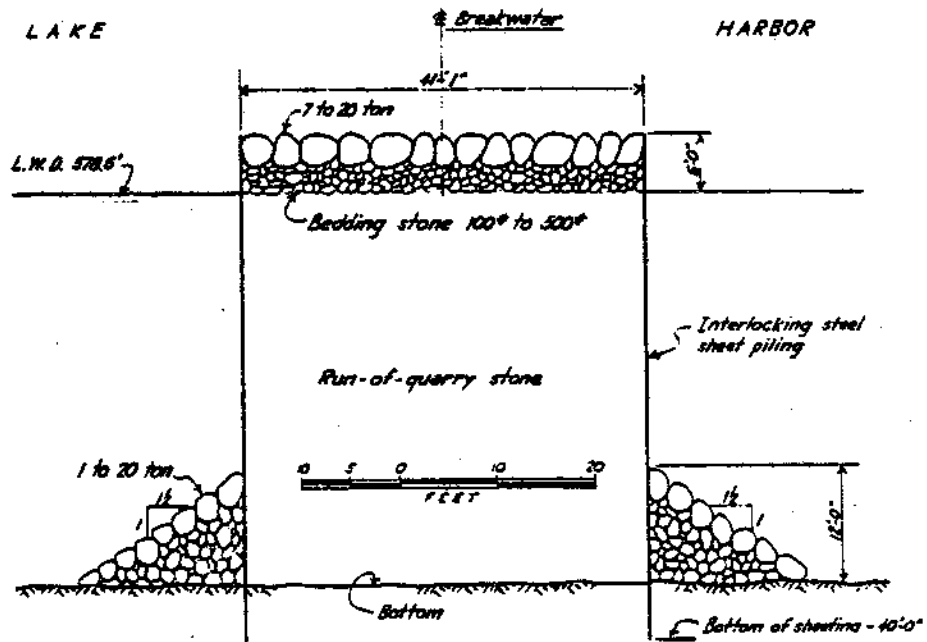 LAKE
℄ Breakwater
HARBOR
41'-1"
7 to 20 ton
6'-0"
L.W.D. 578.6'
Bedding stone 100# to 500#
Interlocking steel
sheet piling
Run-of-quarry stone
1 to 20 ton
10 5 0 10 20
FEET
1½
1
1½
1
12'-0"
Bottom
Bottom of sheeting - 40'-0"